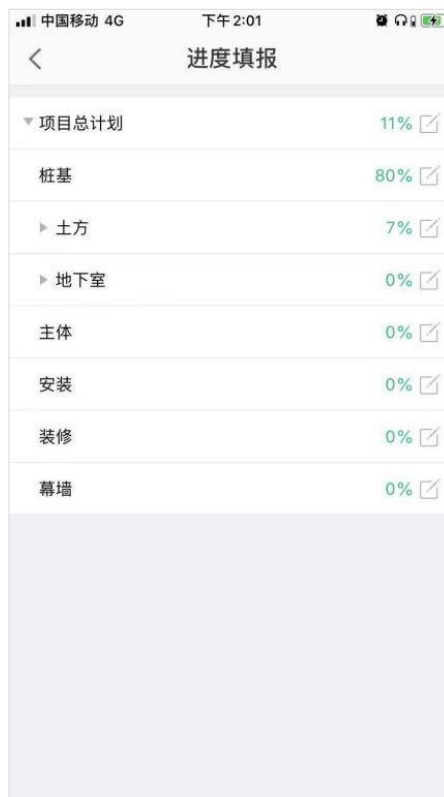 中国移动 4G 下午2:01
进度填报
项目总计划 11%
桩基 80%
土方 7%
地下室 0%
主体 0%
安装 0%
装修 0%
幕墙 0%